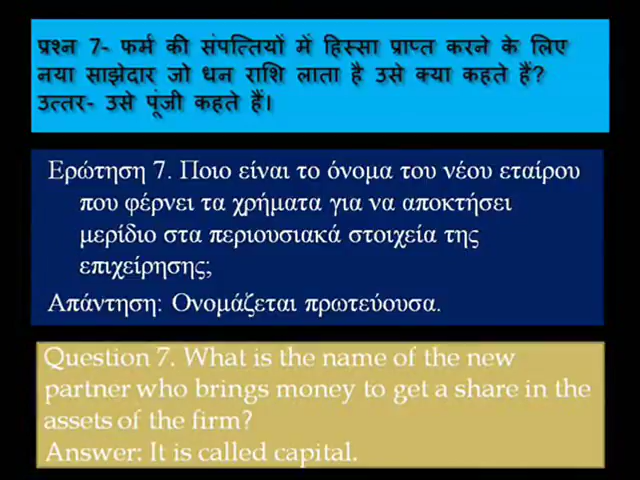 प्रश्न 7- फर्म की संपत्तियों में हिस्सा प्राप्त करने के लिए
नया साझेदार जो धन राशि लाता है उसे क्या कहते हैं?
उत्तर- उसे पूंजी कहते हैं।
Ερώτηση 7. Ποιο είναι το όνομα του νέου εταίρου
που φέρνει τα χρήματα για να αποκτήσει
μερίδιο στα περιουσιακά στοιχεία της
επιχείρησης;
Απάντηση: Ονομάζεται πρωτεύουσα.
Question 7. What is the name of the new
partner who brings money to get a share in the
assets of the firm?
Answer: It is called capital.